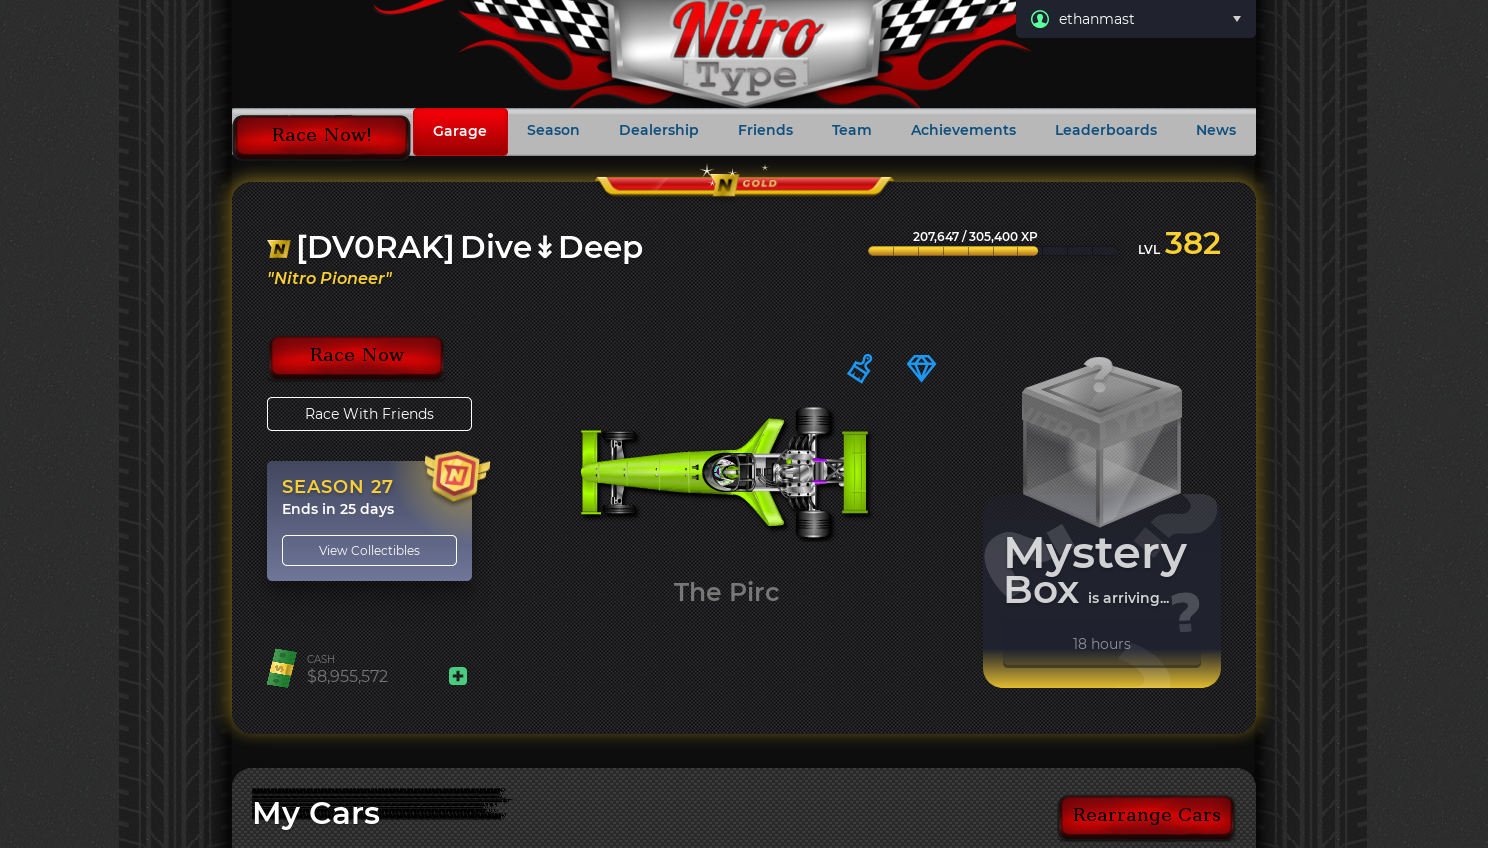 Nitro
Type
ethanmast
Race Now!
Garage
Season
Dealership
Friends
Team
Achievements
Leaderboards
News
N GOLD
N [DV0RAK] Dive↡Deep
"Nitro Pioneer"
207,647 / 305,400 XP
LVL 382
Race Now
Race With Friends
SEASON 27
Ends in 25 days
View Collectibles
N
The Pirc
CASH
$8,955,572
?
NITRO TYPE
Mystery
Box is arriving...
?
18 hours
My Cars
Rearrange Cars